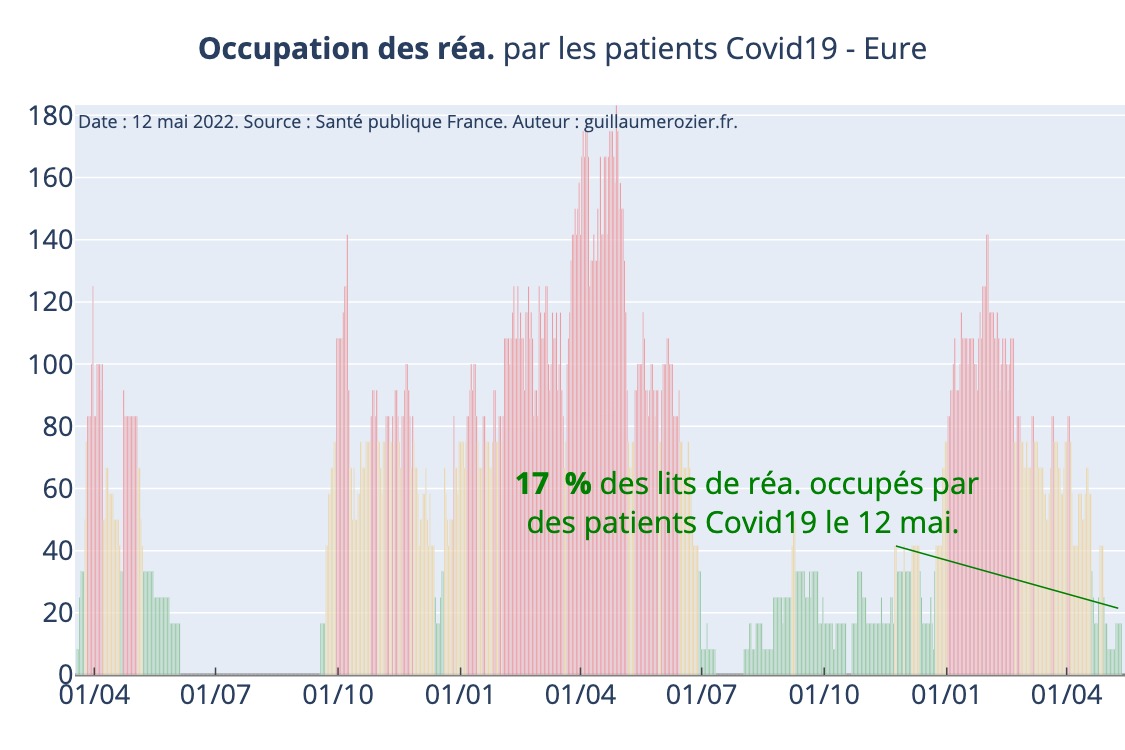 Occupation des réa. par les patients Covid19 - Eure
180
Date : 12 mai 2022. Source : Santé publique France. Auteur : guillaumerozier.fr.
160
140
120
100
80
60
40
20
0
17 % des lits de réa. occupés par
des patients Covid19 le 12 mai.
01/04 01/07 01/10 01/01 01/04 01/07 01/10 01/01 01/04